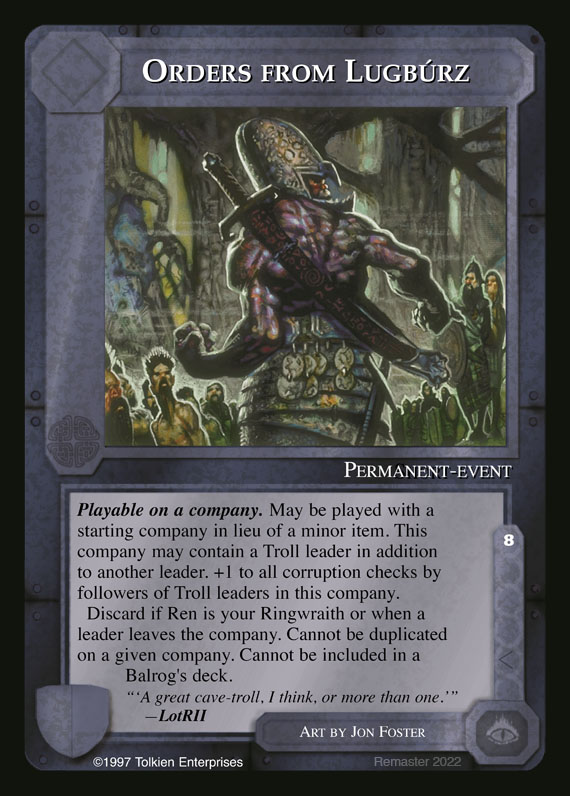 Orders from Lugbúrz
Permanent-event
Playable on a company. May be played with a
starting company in lieu of a minor item. This
company may contain a Troll leader in addition
to another leader. +1 to all corruption checks by
followers of Troll leaders in this company.
Discard if Ren is your Ringwraith or when a
leader leaves the company. Cannot be duplicated
on a given company. Cannot be included in a
Balrog's deck.
“‘A great cave-troll, I think, or more than one.’”
—LotRII
8
Art by Jon Foster
©1997 Tolkien Enterprises
Remaster 2022